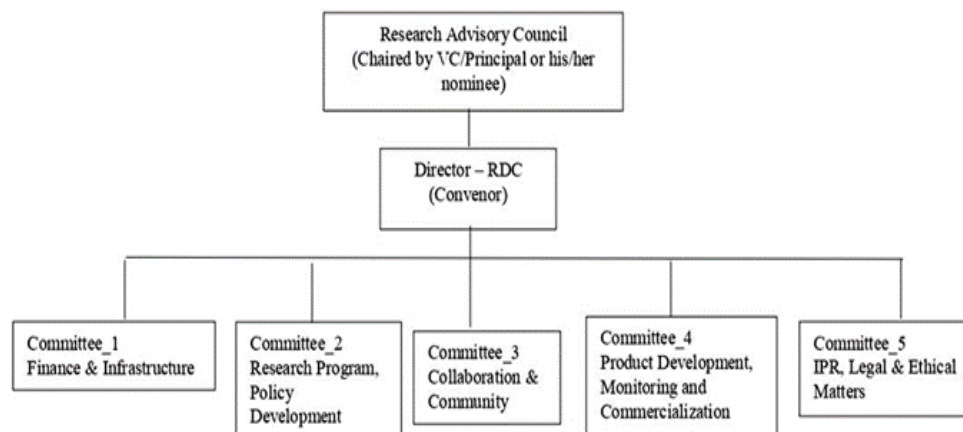 Research Advisory Council
(Chaired by VC/Principal or his/her
nominee)
Director – RDC
(Convenor)
Committee_1
Finance & Infrastructure
Committee_2
Research Program,
Policy
Development
Committee_3
Collaboration &
Community
Committee_4
Product Development,
Monitoring and
Commercialization
Committee_5
IPR, Legal & Ethical
Matters